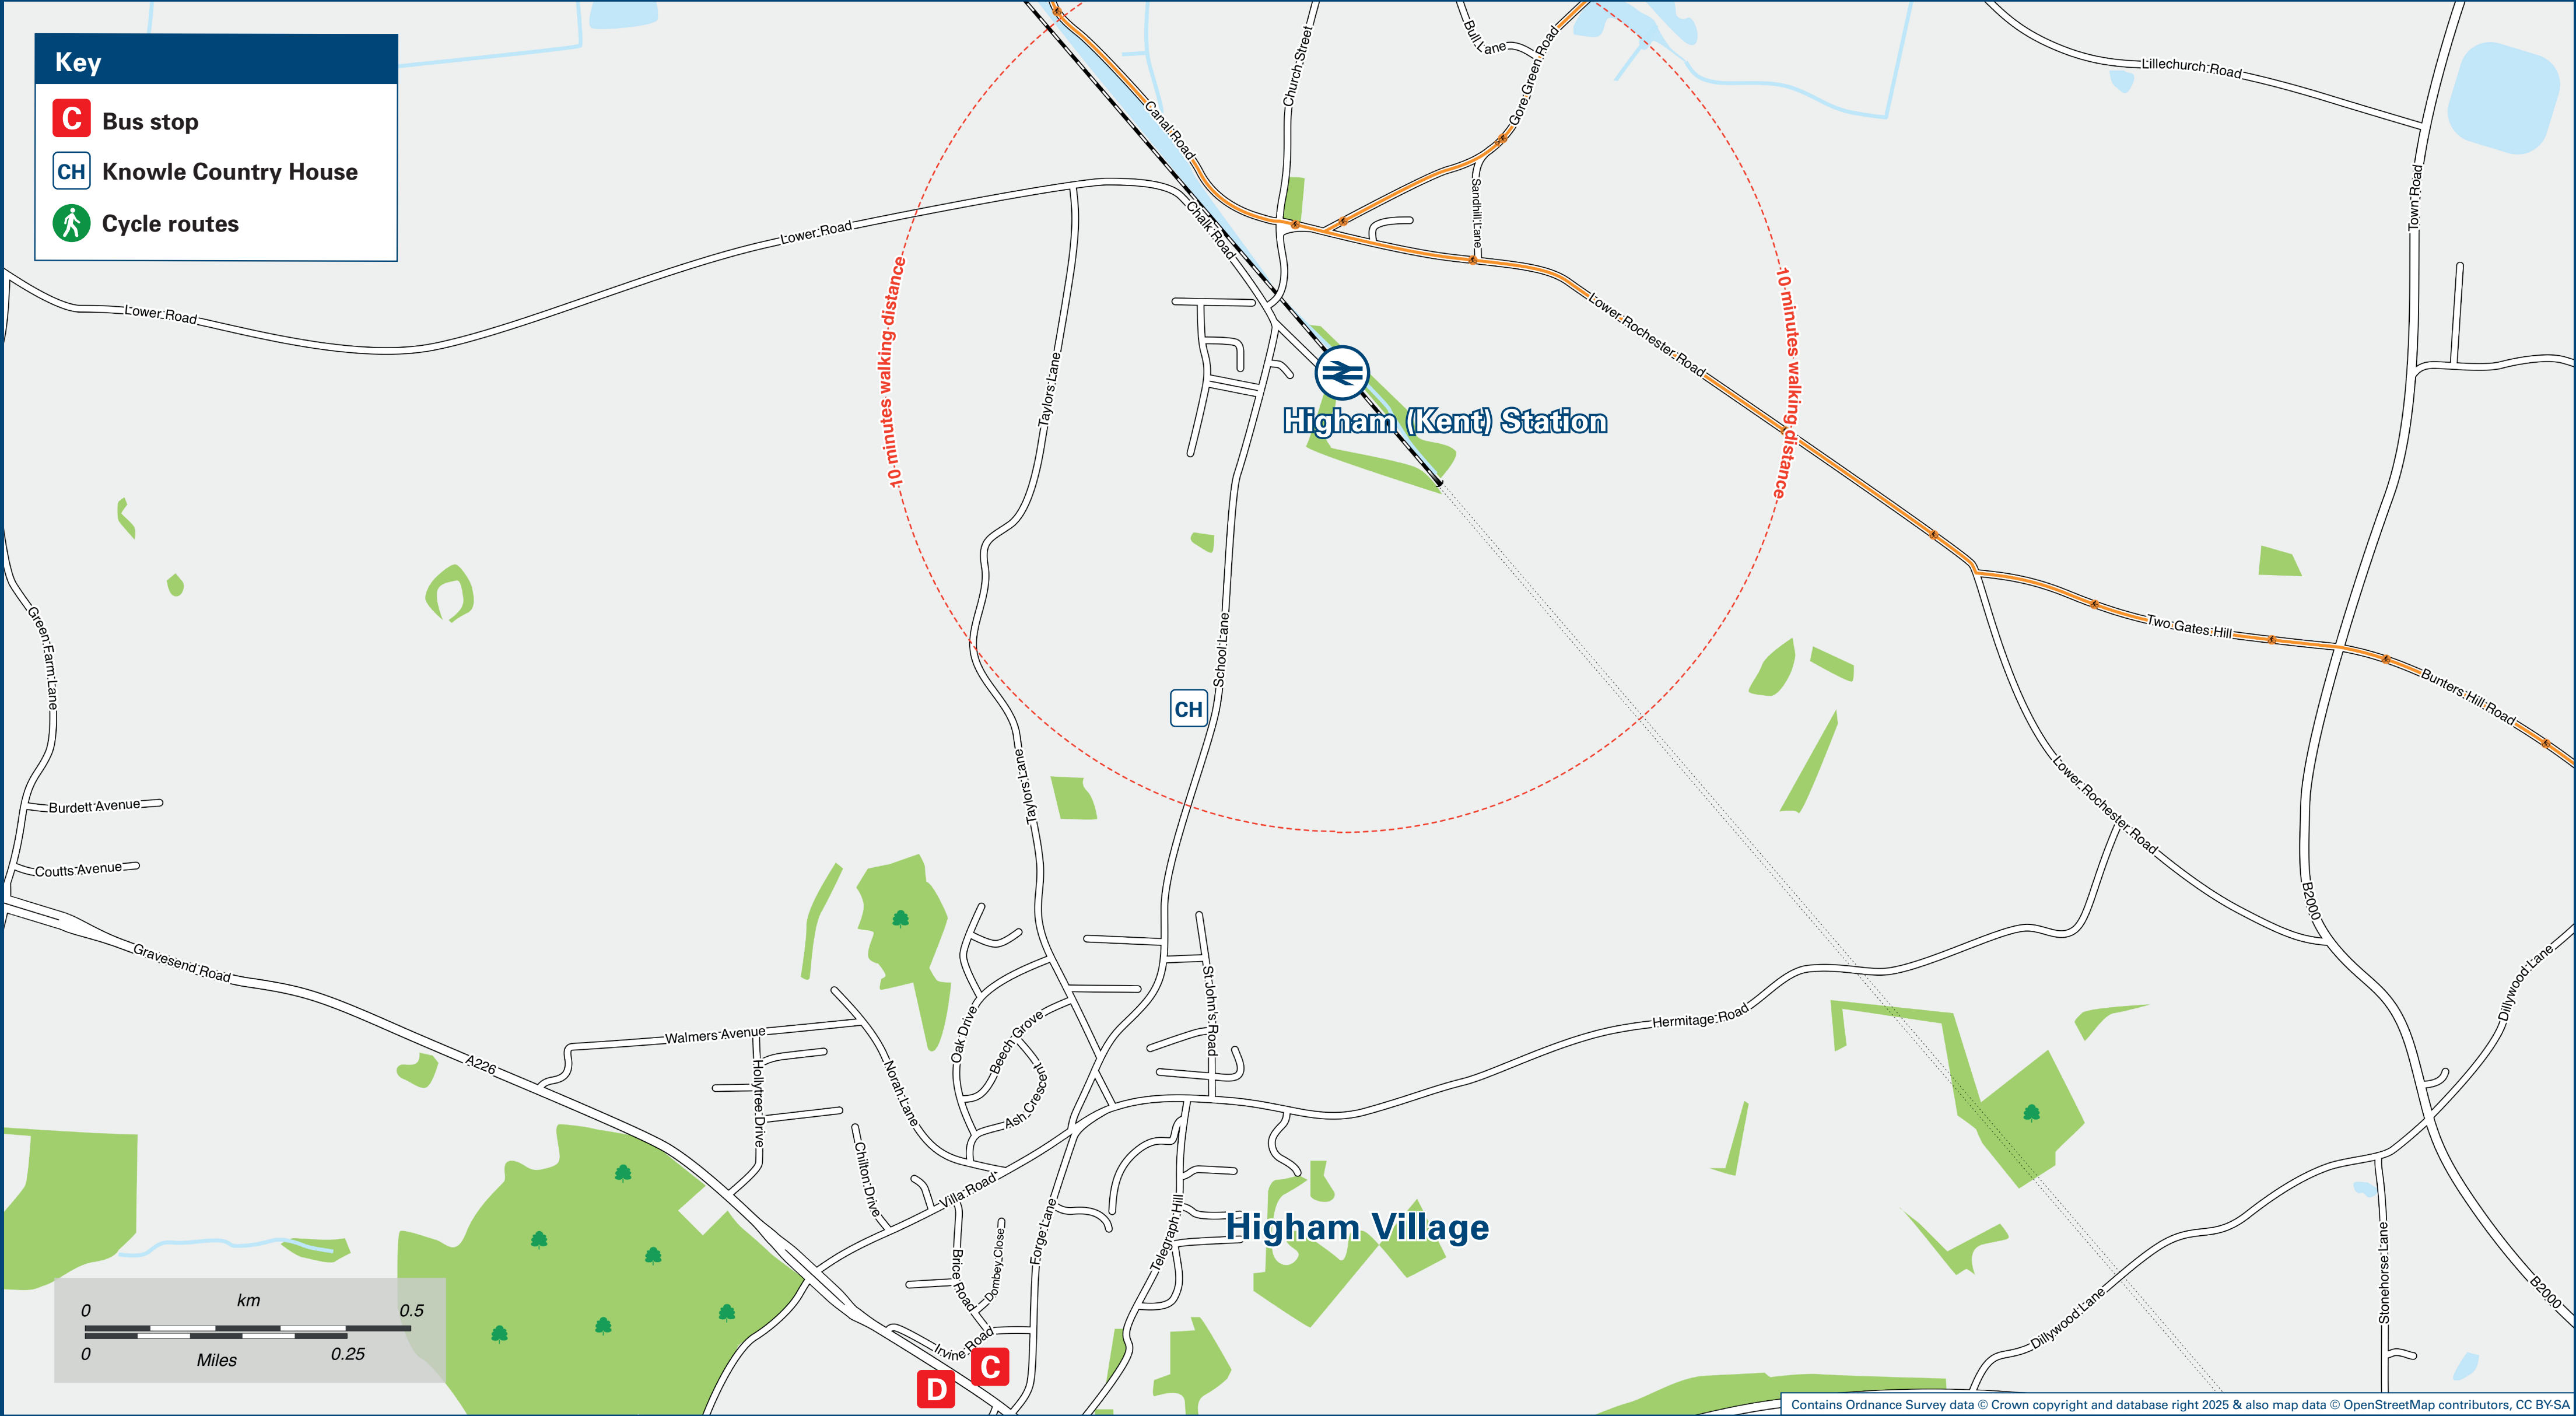 Key
C Bus stop
CH Knowle Country House
Cycle routes
Canal Road
Church Street
Bull Lane
Gore Green Road
Lillechurch Road
Town Road
Sandhill Lane
Chalk Road
Lower Road
Lower Road
10 minutes walking distance
10 minutes walking distance
Lower Rochester Road
Taylors Lane
Higham (Kent) Station
School Lane
CH
Green Farm Lane
Two Gates Hill
Bunters Hill Road
Taylors Lane
Lower Rochester Road
Burdett Avenue
Coutts Avenue
B2000
Gravesend Road
St John's Road
Dillywood Lane
Hermitage Road
Walmers Avenue
Oak Drive
Beech Grove
A226
Hollytree Drive
Norah Lane
Ash Crescent
Chilton Drive
Villa Road
Forge Lane
Telegraph Hill
Higham Village
Brice Road
Dombey Close
Stonehorse Lane
Dillywood Lane
B2000
Irvine Road
C
D
km
0 0.5
0 0.25
Miles
Contains Ordnance Survey data © Crown copyright and database right 2025 & also map data © OpenStreetMap contributors, CC BY-SA